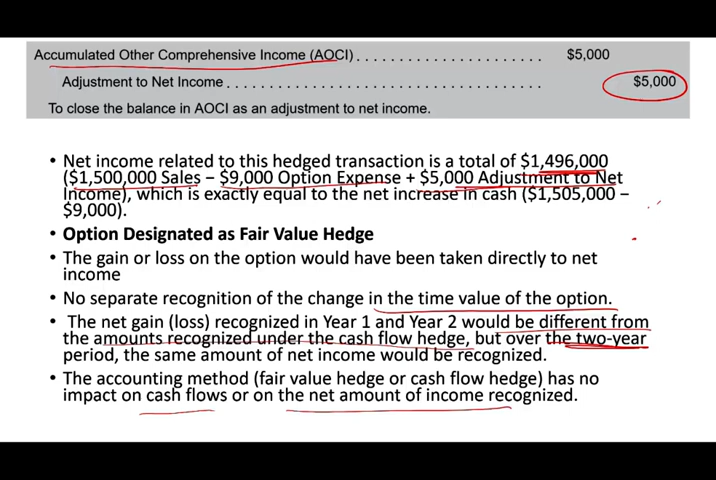 Accumulated Other Comprehensive Income (AOCI). . . . . . . . . . . . . . . . . . . . . . . $5,000
Adjustment to Net Income. . . . . . . . . . . . . . . . . . . . . . . . . . . . . . . . . . . . . . . $5,000
To close the balance in AOCI as an adjustment to net income.
• Net income related to this hedged transaction is a total of $1,496,000
($1,500,000 Sales − $9,000 Option Expense + $5,000 Adjustment to Net
Income), which is exactly equal to the net increase in cash ($1,505,000 −
$9,000).
• Option Designated as Fair Value Hedge
• The gain or loss on the option would have been taken directly to net
income
• No separate recognition of the change in the time value of the option.
• The net gain (loss) recognized in Year 1 and Year 2 would be different from
the amounts recognized under the cash flow hedge, but over the two-year
period, the same amount of net income would be recognized.
• The accounting method (fair value hedge or cash flow hedge) has no
impact on cash flows or on the net amount of income recognized.